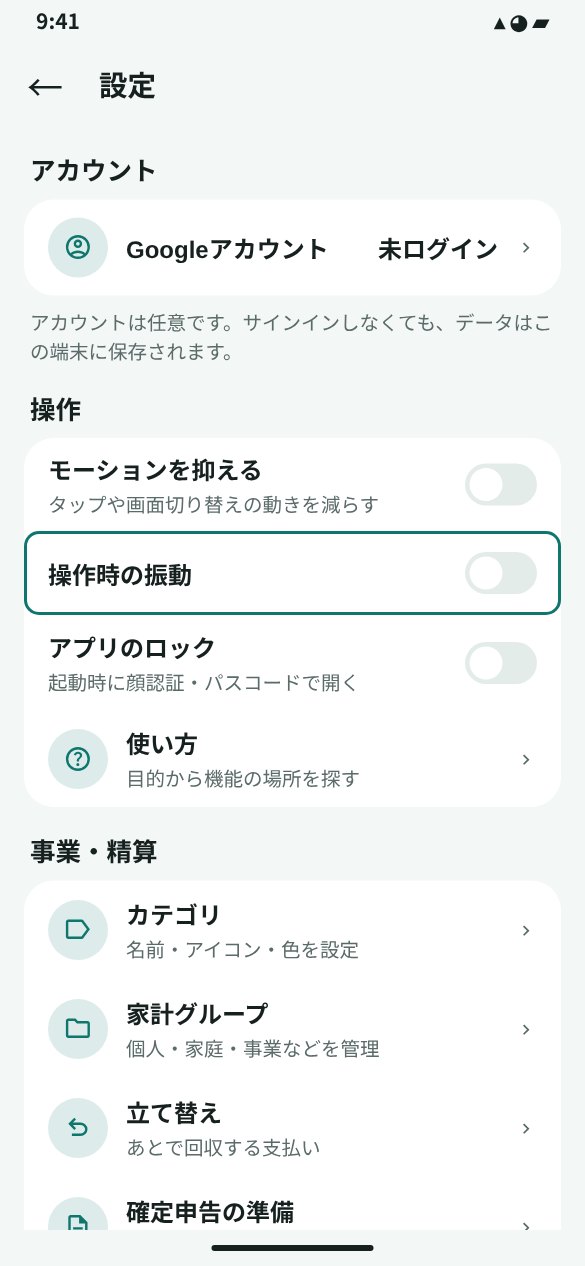 9:41
設定
アカウント
Googleアカウント 未ログイン
アカウントは任意です。サインインしなくても、データはこ
の端末に保存されます。
操作
モーションを抑える
タップや画面切り替えの動きを減らす
操作時の振動
アプリのロック
起動時に顔認証・パスコードで開く
使い方
目的から機能の場所を探す
事業・精算
カテゴリ
名前・アイコン・色を設定
家計グループ
個人・家庭・事業などを管理
立て替え
あとで回収する支払い
確定申告の準備